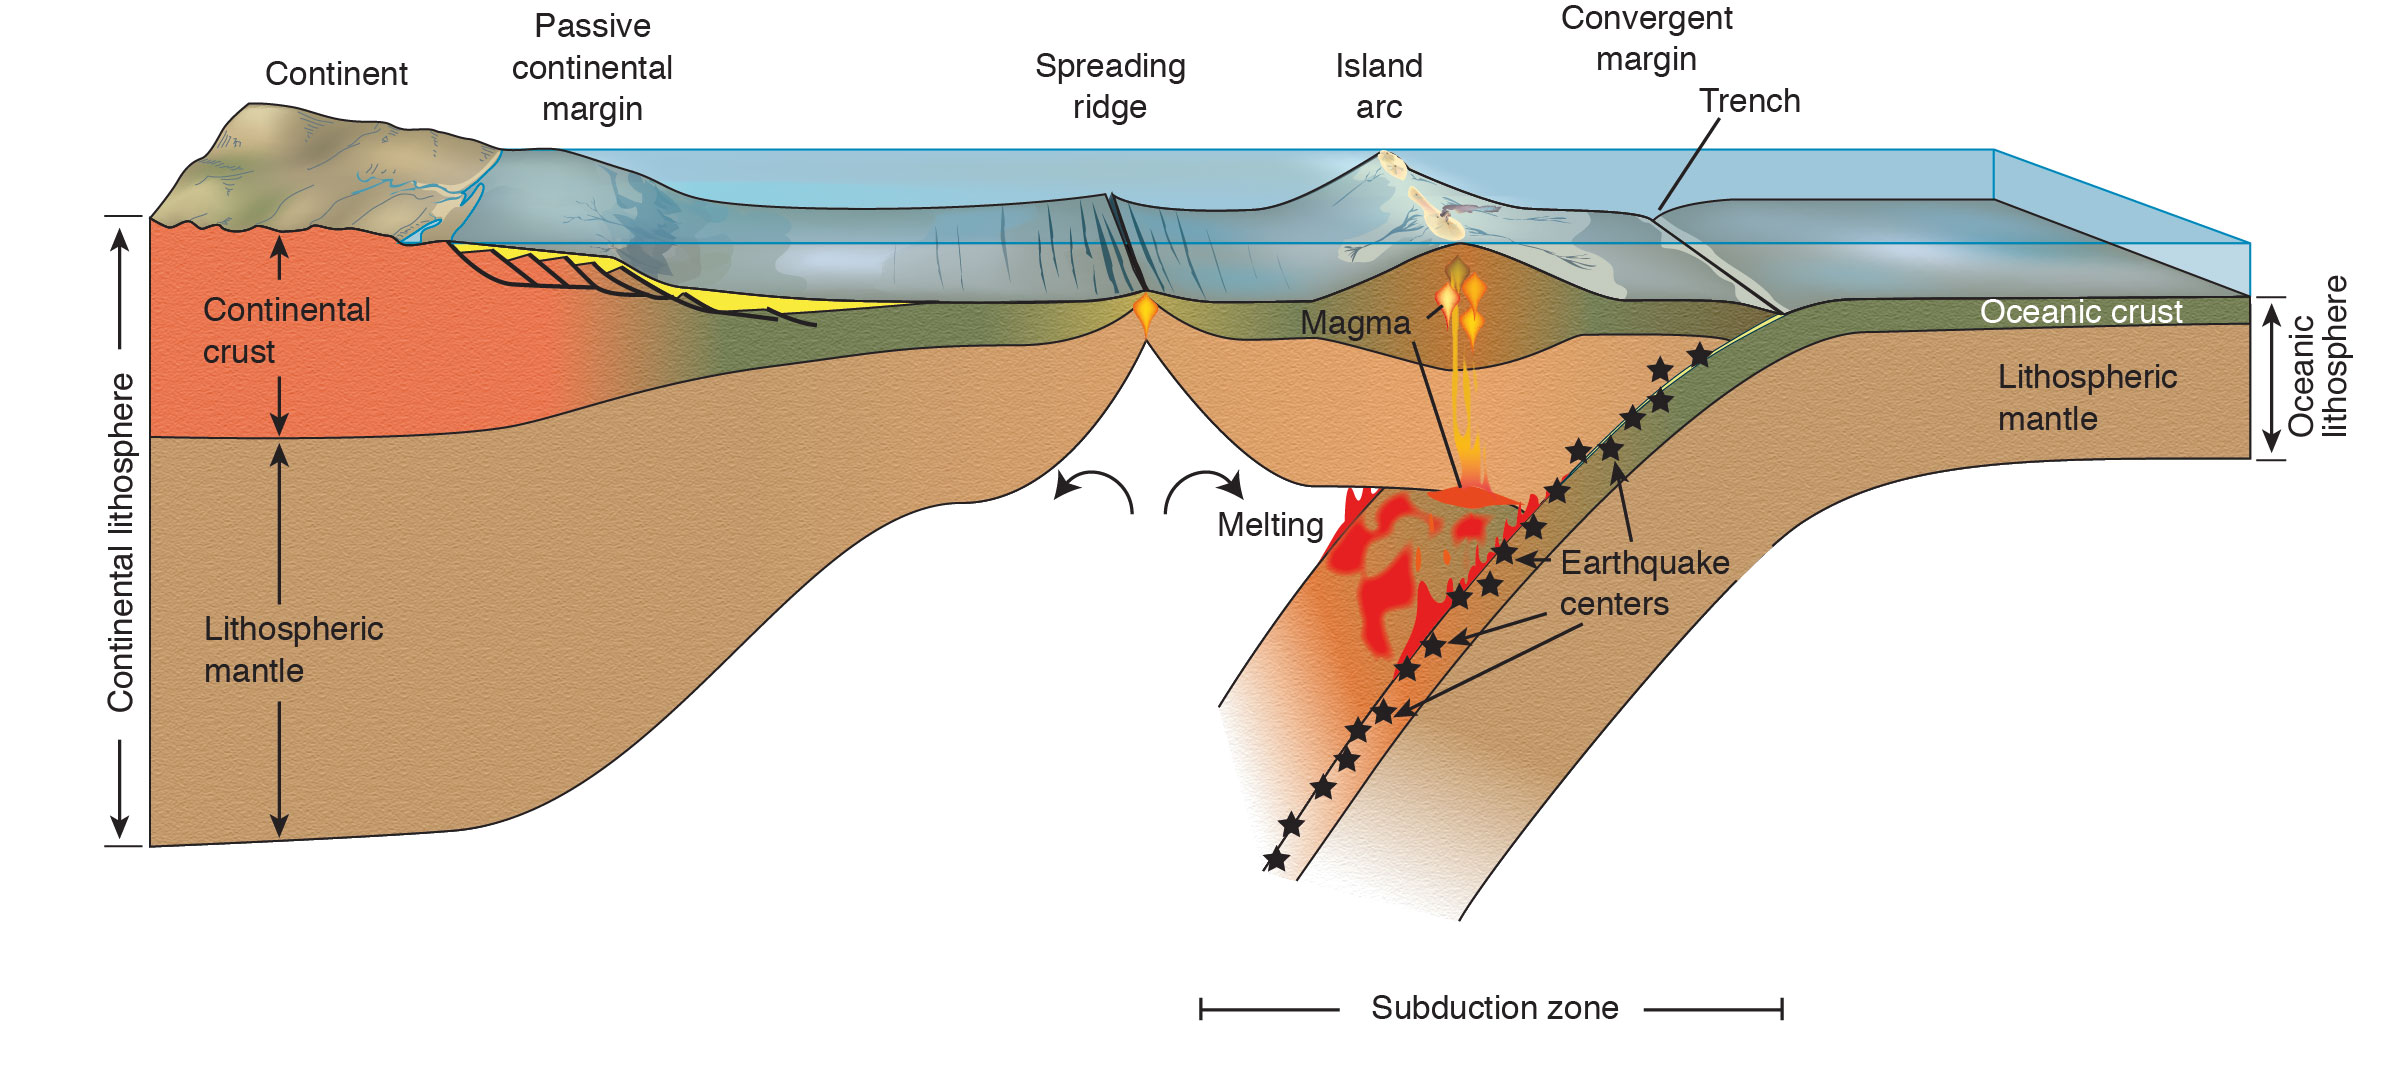 Continent
Passive
continental
margin
Spreading
ridge
Island
arc
Convergent
margin
Trench
Continental
crust
Magma
Oceanic crust
Lithospheric
mantle
Oceanic
lithosphere
Continental lithosphere
Melting
Earthquake
centers
Lithospheric
mantle
Subduction zone